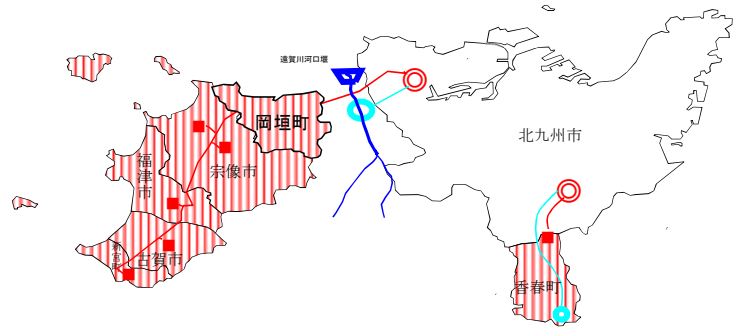 遠賀川河口堰
岡垣町
北九州市
福津市
宗像市
新宮町
古賀市
香春町